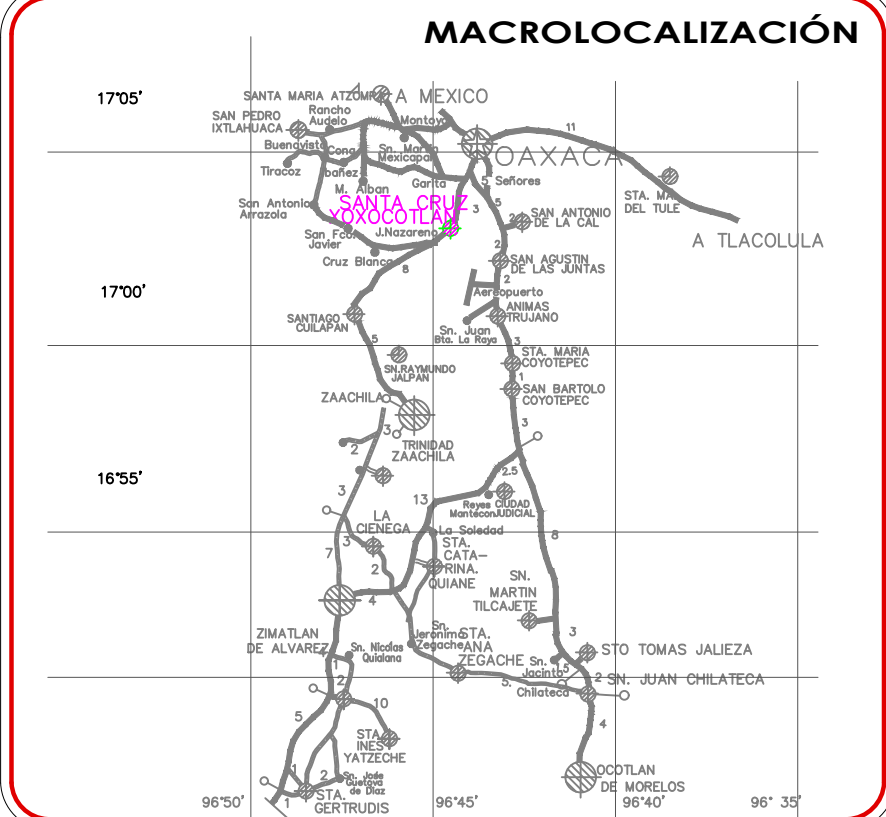 MACROLOCALIZACIÓN
17°05'
SANTA MARIA ATZOMPA
A MEXICO
Rancho
Audelo
SAN PEDRO
IXTLAHUACA
Montoya
11
Buenavista
Cong
Sn. Martin
Mexicapan
OAXACA
Tiracoz
Ibañez
M. Alban
Garita
5
Señores
STA. MA.
DEL TULE
SANTA CRUZ
XOXOCOTLAN
3
5
San Antonio
Arrazola
2
SAN ANTONIO
DE LA CAL
San Fco.
Javier
J.Nazareno
2
A TLACOLULA
Cruz Blanca
8
SAN AGUSTIN
DE LAS JUNTAS
2
17°00'
Aereopuerto
ANIMAS
TRUJANO
SANTIAGO
CUILAPAN
Sn. Juan
Bta. La Raya
5
3
STA. MARIA
COYOTEPEC
SN.RAYMUNDO
JALPAN
1
SAN BARTOLO
COYOTEPEC
ZAACHILA
3
3
2
TRINIDAD
ZAACHILA
16°55'
2.5
3
13
Reyes
Mantecon
CIUDAD
JUDICIAL
LA
CIENEGA
La Soledad
8
3
7
STA.
CATA-
RINA.
QUIANE
2
SN.
MARTIN
TILCAJETE
4
ZIMATLAN
DE ALVAREZ
Sn.
Jeronimo
Zegache
STA.
ANA
ZEGACHE
3
STO TOMAS JALIEZA
Sn. Nicolas
Quialana
1
Sn.
Jacinto
Chilateca
1.5
2
SN. JUAN CHILATECA
2
5.
10
5
4
STA.
INES
YATZECHE
1
2
Sn. Jose
Guetova
de Diaz
OCOTLAN
DE MORELOS
1
STA.
GERTRUDIS
96°50'
96°45'
96°40'
96° 35'